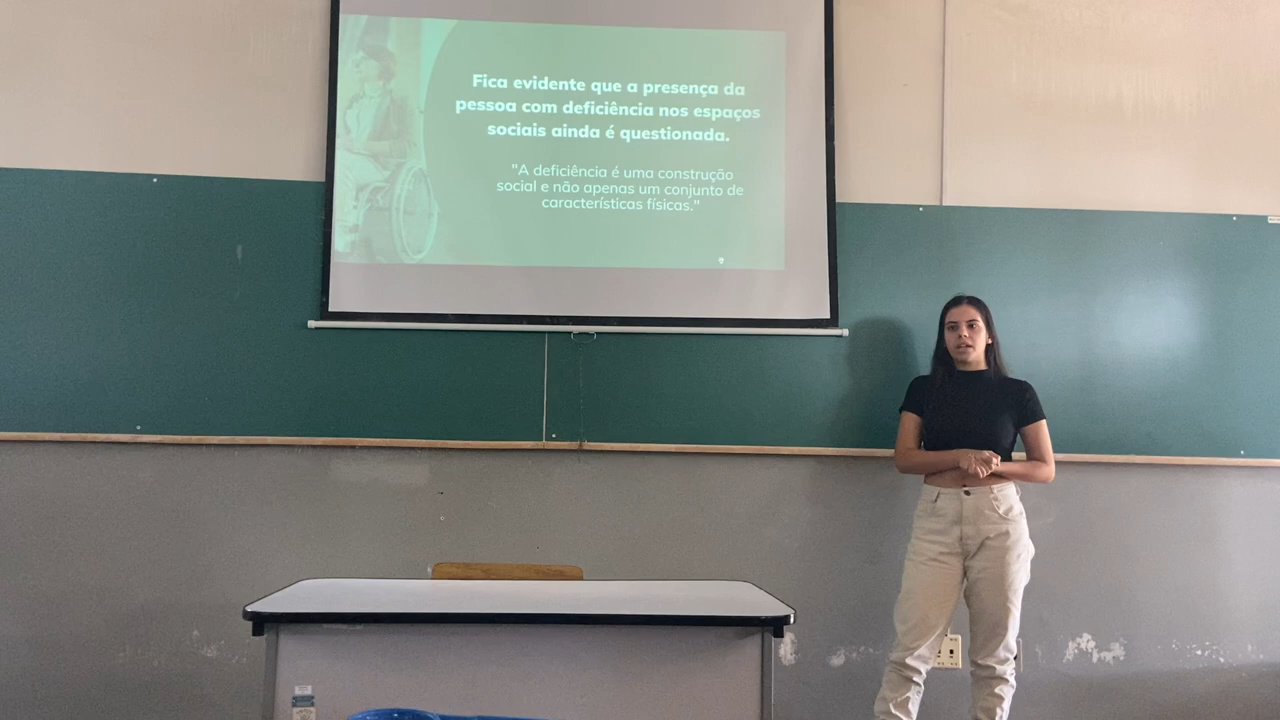 Fica evidente que a presença da
pessoa com deficiência nos espaços
sociais ainda é questionada.
"A deficiência é uma construção
social e não apenas um conjunto de
características físicas."